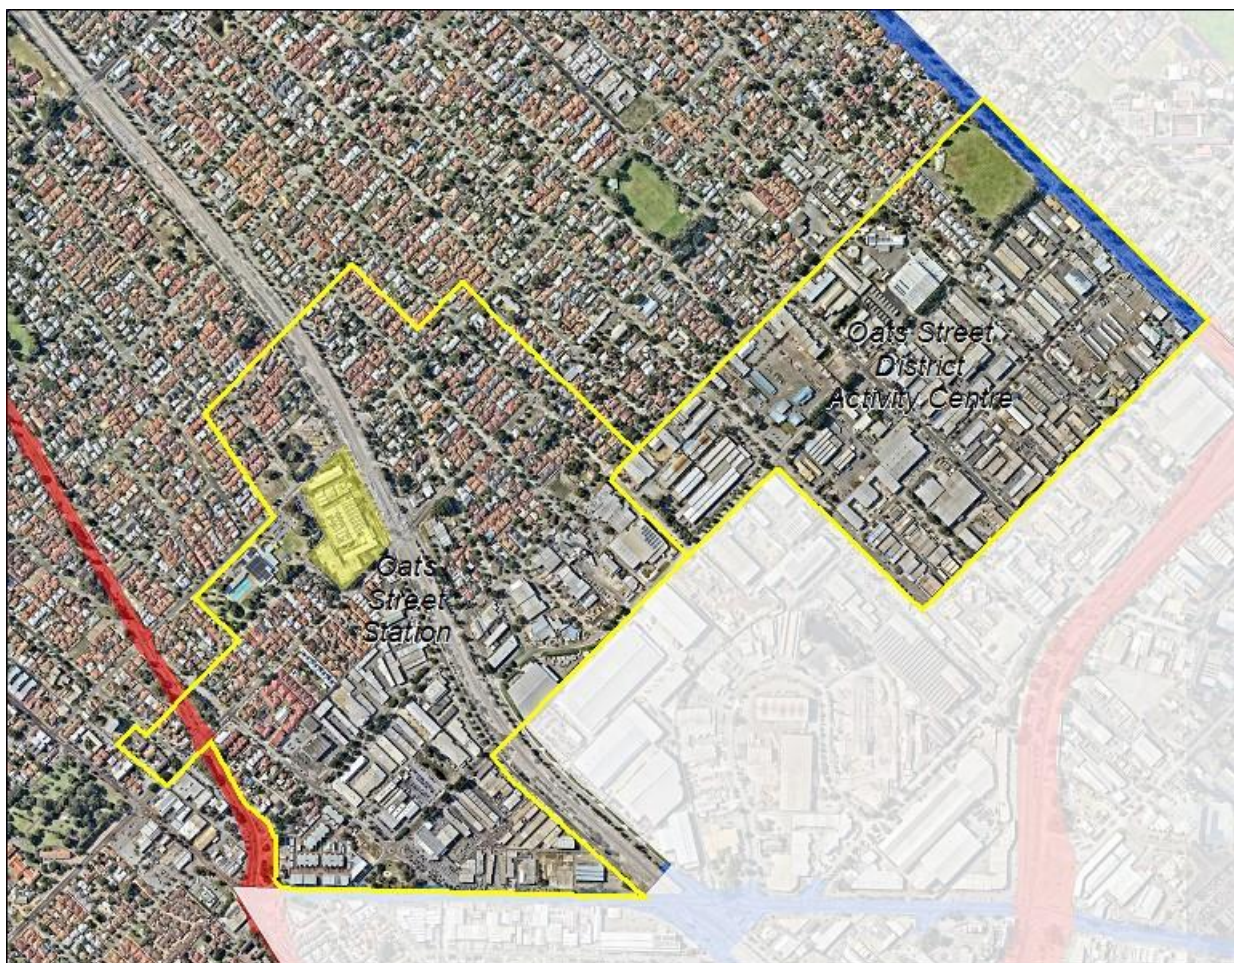 Oats Street
District
Activity Centre
Oats
Street
Station